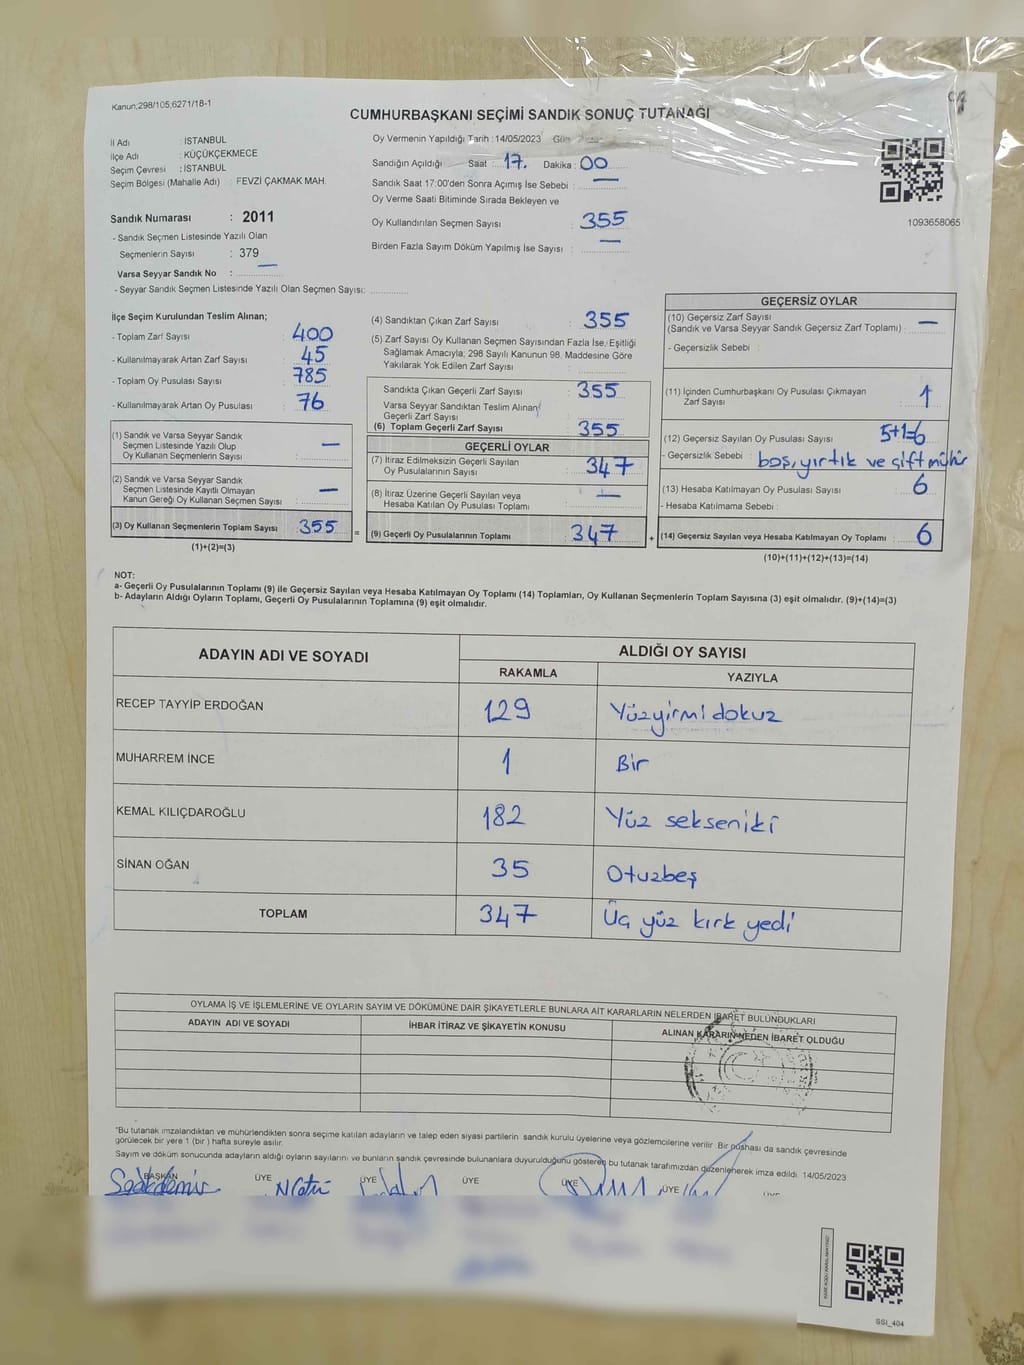 Kanun;298/105;6271/18-1
CUMHURBAŞKANI SEÇİMİ SANDIK SONUÇ TUTANAĞI
İl Adı : İSTANBUL
İlçe Adı : KÜÇÜKÇEKMECE
Seçim Çevresi : İSTANBUL
Seçim Bölgesi (Mahalle Adı) : FEVZİ ÇAKMAK MAH.
Sandık Numarası : 2011
- Sandık Seçmen Listesinde Yazılı Olan
Seçmenlerin Sayısı : 379
Varsa Seyyar Sandık No : —
- Seyyar Sandık Seçmen Listesinde Yazılı Olan Seçmen Sayısı:
Oy Vermenin Yapıldığı Tarih : 14/05/2023 Gün
Sandığın Açıldığı Saat : 17. Dakika : 00
Sandık Saat 17:00'den Sonra Açımış İse Sebebi : —
Oy Verme Saati Bitiminde Sırada Bekleyen ve
Oy Kullandırılan Seçmen Sayısı : 355
Birden Fazla Sayım Döküm Yapılmış İse Sayısı : —
1093658065
İlçe Seçim Kurulundan Teslim Alınan;
- Toplam Zarf Sayısı : 400
- Kullanılmayarak Artan Zarf Sayısı : 45
- Toplam Oy Pusulası Sayısı : 785
- Kullanılmayarak Artan Oy Pusulası : 76
(1) Sandık ve Varsa Seyyar Sandık
Seçmen Listesinde Yazılı Olup
Oy Kullanan Seçmenlerin Sayısı : —
(2) Sandık ve Varsa Seyyar Sandık
Seçmen Listesinde Kayıtlı Olmayan
Kanun Gereği Oy Kullanan Seçmen Sayısı : —
(3) Oy Kullanan Seçmenlerin Toplam Sayısı : 355
(1)+(2)=(3)
(4) Sandıktan Çıkan Zarf Sayısı : 355
(5) Zarf Sayısı Oy Kullanan Seçmen Sayısından Fazla İse, Eşitliği
Sağlamak Amacıyla; 298 Sayılı Kanunun 98. Maddesine Göre
Yakılarak Yok Edilen Zarf Sayısı :
Sandıkta Çıkan Geçerli Zarf Sayısı : 355
Varsa Seyyar Sandıktan Teslim Alınan
Geçerli Zarf Sayısı :
(6) Toplam Geçerli Zarf Sayısı : 355
GEÇERLİ OYLAR
(7) İtiraz Edilmeksizin Geçerli Sayılan
Oy Pusulalarının Sayısı : 347
(8) İtiraz Üzerine Geçerli Sayılan veya
Hesaba Katılan Oy Pusulası Toplamı : —
= (9) Geçerli Oy Pusulalarının Toplamı : 347 +
GEÇERSİZ OYLAR
(10) Geçersiz Zarf Sayısı
(Sandık ve Varsa Seyyar Sandık Geçersiz Zarf Toplamı) : —
- Geçersizlik Sebebi :
(11) İçinden Cumhurbaşkanı Oy Pusulası Çıkmayan
Zarf Sayısı : 1
(12) Geçersiz Sayılan Oy Pusulası Sayısı : 5+1=6
- Geçersizlik Sebebi : boş, yırtık ve çift mühür
(13) Hesaba Katılmayan Oy Pusulası Sayısı : 6
- Hesaba Katılmama Sebebi :
(14) Geçersiz Sayılan veya Hesaba Katılmayan Oy Toplamı : 6
(10)+(11)+(12)+(13)=(14)
NOT:
a- Geçerli Oy Pusulalarının Toplamı (9) ile Geçersiz Sayılan veya Hesaba Katılmayan Oy Toplamı (14) Toplamları, Oy Kullanan Seçmenlerin Toplam Sayısına (3) eşit olmalıdır. (9)+(14)=(3)
b- Adayların Aldığı Oyların Toplamı, Geçerli Oy Pusulalarının Toplamına (9) eşit olmalıdır.
ADAYIN ADI VE SOYADI ALDIĞI OY SAYISI
RAKAMLA YAZIYLA
RECEP TAYYİP ERDOĞAN 129 Yüzyirmi dokuz
MUHARREM İNCE 1 Bir
KEMAL KILIÇDAROĞLU 182 Yüz sekseniki
SİNAN OĞAN 35 Otuzbeş
TOPLAM 347 Üç yüz kırk yedi
OYLAMA İŞ VE İŞLEMLERİNE VE OYLARIN SAYIM VE DÖKÜMÜNE DAİR ŞİKAYETLERLE BUNLARA AİT KARARLARIN NELERDEN İBARET BULUNDUKLARI
ADAYIN ADI VE SOYADI İHBAR İTİRAZ VE ŞİKAYETİN KONUSU ALINAN KARARIN NEDEN İBARET OLDUĞU
"Bu tutanak imzalandıktan ve mühürlendikten sonra seçime katılan adayların ve talep eden siyasi partilerin sandık kurulu üyelerine veya gözlemcilerine verilir. Bir nüshası da sandık çevresinde
görülecek bir yere 1 (bir) hafta süreyle asılır.
Sayım ve döküm sonucunda adayların aldığı oyların sayılarını ve bunların sandık çevresinde bulunanlara duyurulduğunu gösteren bu tutanak tarafımızdan düzenlenerek imza edildi. 14/05/2023
BAŞKAN ÜYE ÜYE ÜYE ÜYE ÜYE ÜYE
SSI_404